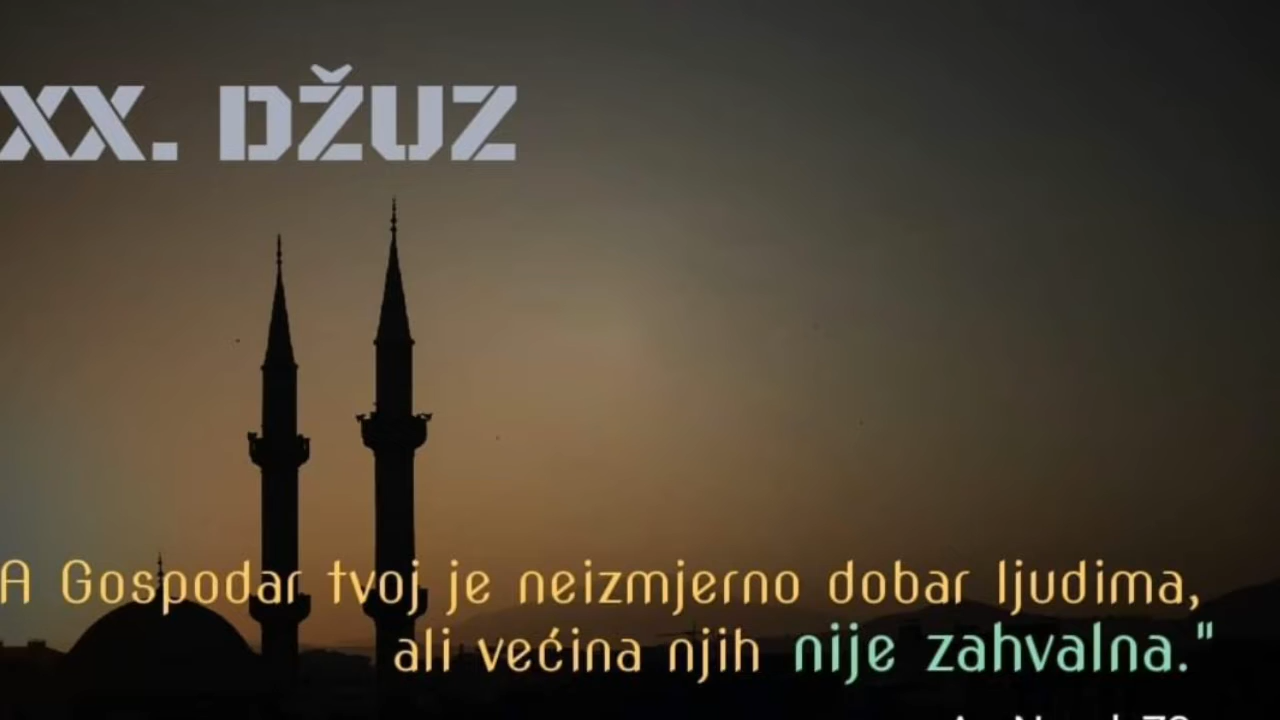 XX. DŽUZ
A Gospodar tvoj je neizmjerno dobar ljudima,
ali većina njih nije zahvalna."